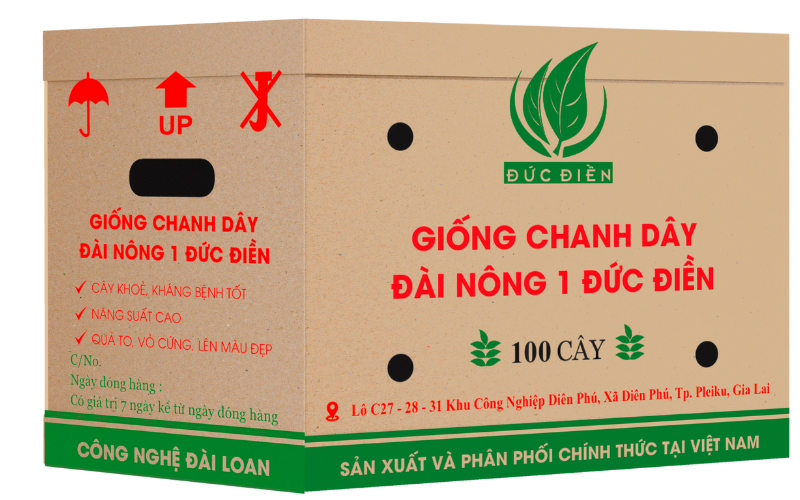 UP
GIỐNG CHANH DÂY
ĐÀI NÔNG 1 ĐỨC ĐIỀN
CÂY KHOẺ, KHÁNG BỆNH TỐT
NĂNG SUẤT CAO
QUẢ TO, VỎ CỨNG, LÊN MÀU ĐẸP
C/No.
Ngày đóng hàng :
Có giá trị 7 ngày kể từ ngày đóng hàng
CÔNG NGHỆ ĐÀI LOAN
ĐỨC ĐIỀN
GIỐNG CHANH DÂY
ĐÀI NÔNG 1 ĐỨC ĐIỀN
100 CÂY
Lô C27 - 28 - 31 Khu Công Nghiệp Diên Phú, Xã Diên Phú, Tp. Pleiku, Gia Lai
SẢN XUẤT VÀ PHÂN PHỐI CHÍNH THỨC TẠI VIỆT NAM